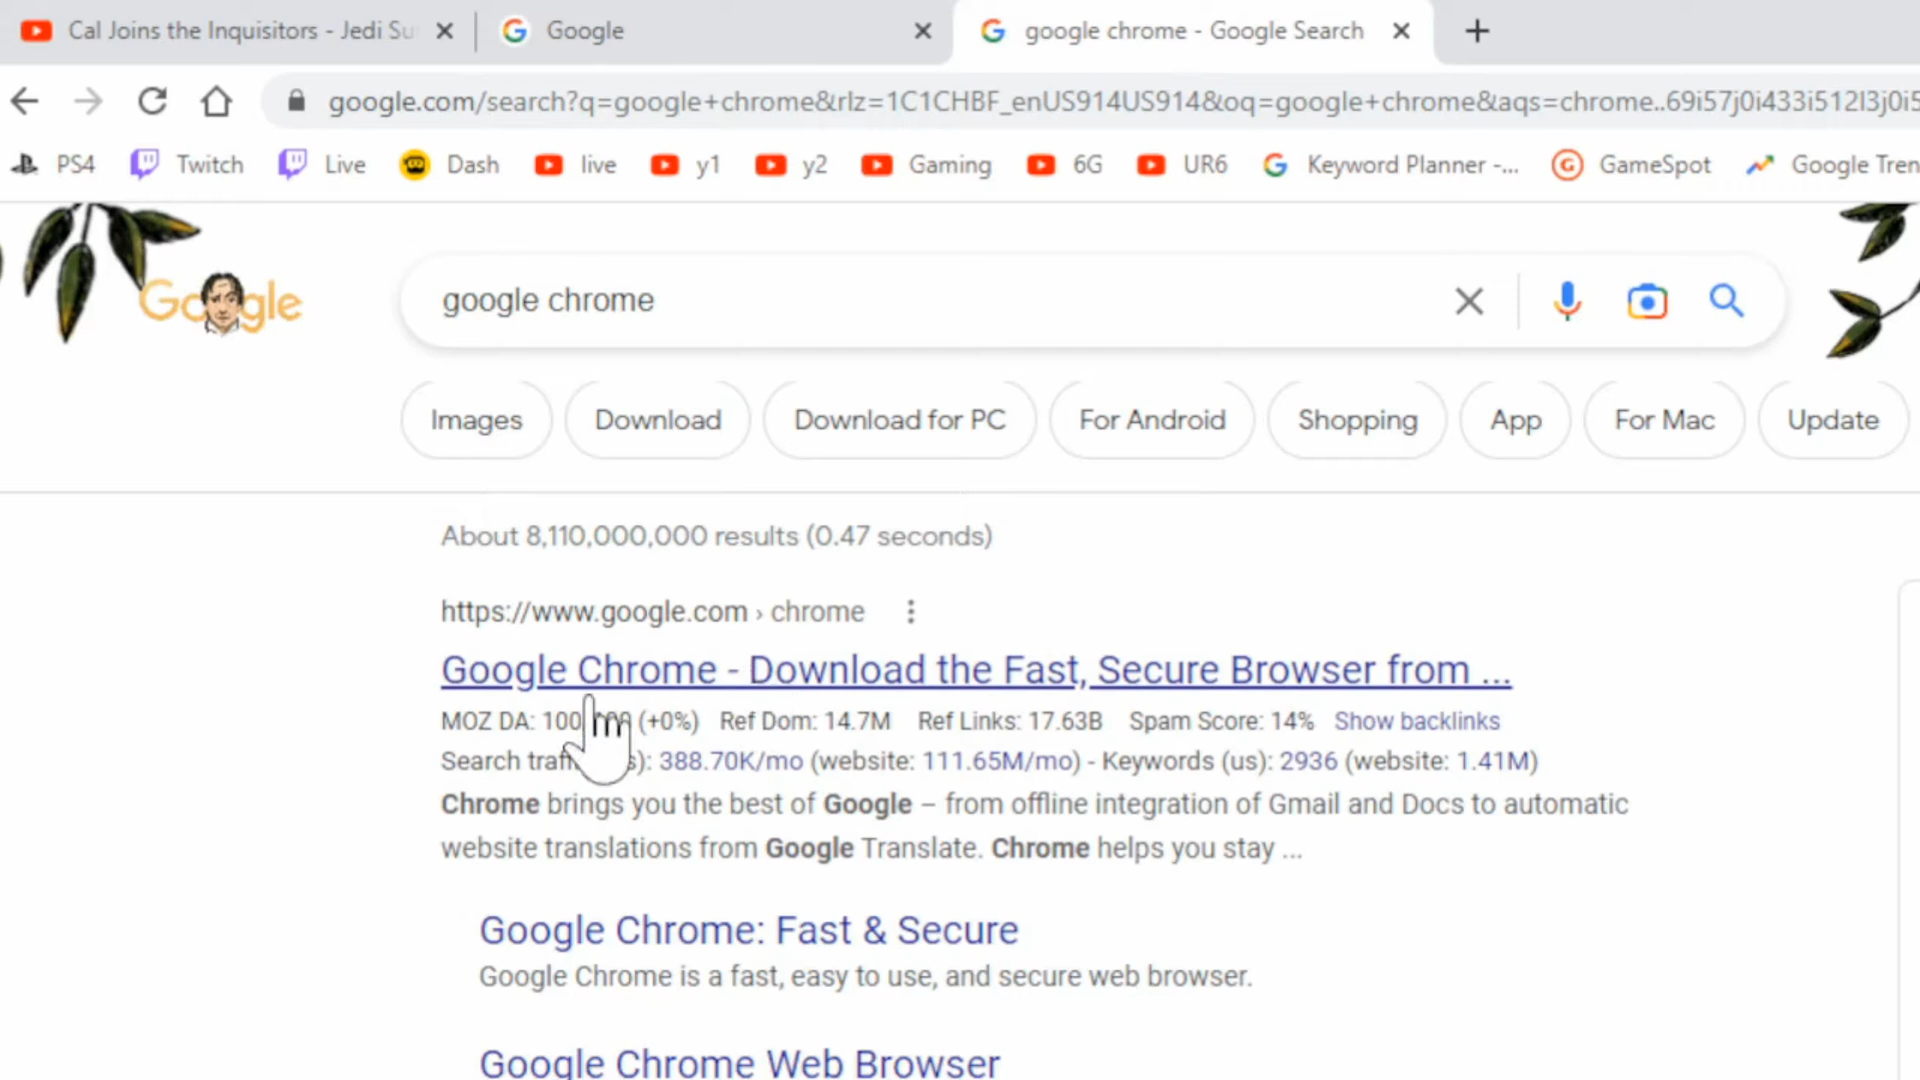 Cal Joins the Inquisitors - Jedi Su
Google
google chrome - Google Search
google.com/search?q=google+chrome&rlz=1C1CHBF_enUS914US914&oq=google+chrome&aqs=chrome..69i57j0i433i512l3j0i5
PS4
Twitch
Live
Dash
live
y1
y2
Gaming
6G
UR6
Keyword Planner -...
GameSpot
Google Tren
Google
google chrome
Images
Download
Download for PC
For Android
Shopping
App
For Mac
Update
About 8,110,000,000 results (0.47 seconds)
https://www.google.com › chrome
Google Chrome - Download the Fast, Secure Browser from ...
MOZ DA: 100 (+0%) Ref Dom: 14.7M Ref Links: 17.63B Spam Score: 14% Show backlinks
Search s): 388.70K/mo (website: 111.65M/mo) - Keywords (us): 2936 (website: 1.41M)
Chrome brings you the best of Google – from offline integration of Gmail and Docs to automatic
website translations from Google Translate. Chrome helps you stay ...
Google Chrome: Fast & Secure
Google Chrome is a fast, easy to use, and secure web browser.
Google Chrome Web Browser